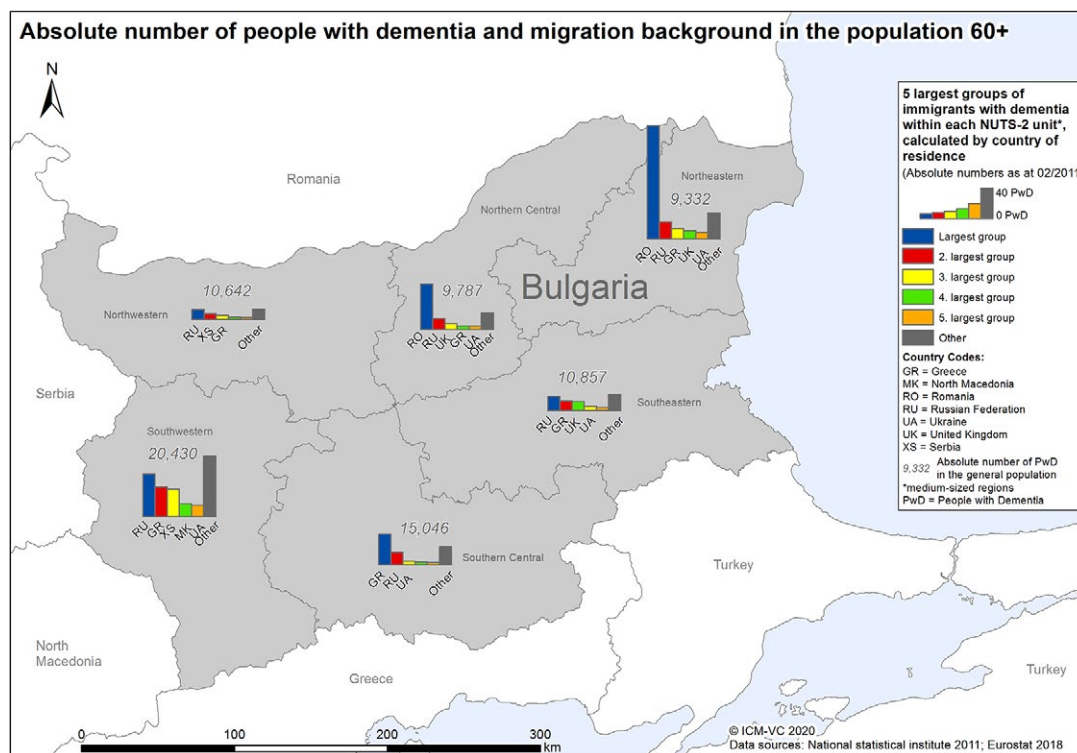 Absolute number of people with dementia and migration background in the population 60+
N
5 largest groups of
immigrants with dementia
within each NUTS-2 unit*,
calculated by country of
residence
(Absolute numbers as at 02/2011
40 PwD
0 PwD
Largest group
2. largest group
3. largest group
4. largest group
5. largest group
Other
Country Codes:
GR = Greece
MK = North Macedonia
RO = Romania
RU = Russian Federation
UA = Ukraine
UK = United Kingdom
XS = Serbia
9,332 Absolute number of PwD
in the general population
*medium-sized regions
PwD = People with Dementia
Romania
Northeastern
9,332
RO RU GR UK UA Other
Northern Central
9,787
RO RU UK GR UA Other
Bulgaria
10,642
Northwestern
RU XS GR Other
Serbia
10,857
Southeastern
RU GR UK UA Other
Southwestern
20,430
RU GR XS MK UA Other
15,046
Southern Central
GR RU UA Other
Turkey
North
Macedonia
Greece
Turkey
0 100 200 300
km
© ICM-VC 2020
Data sources: National statistical institute 2011; Eurostat 2018